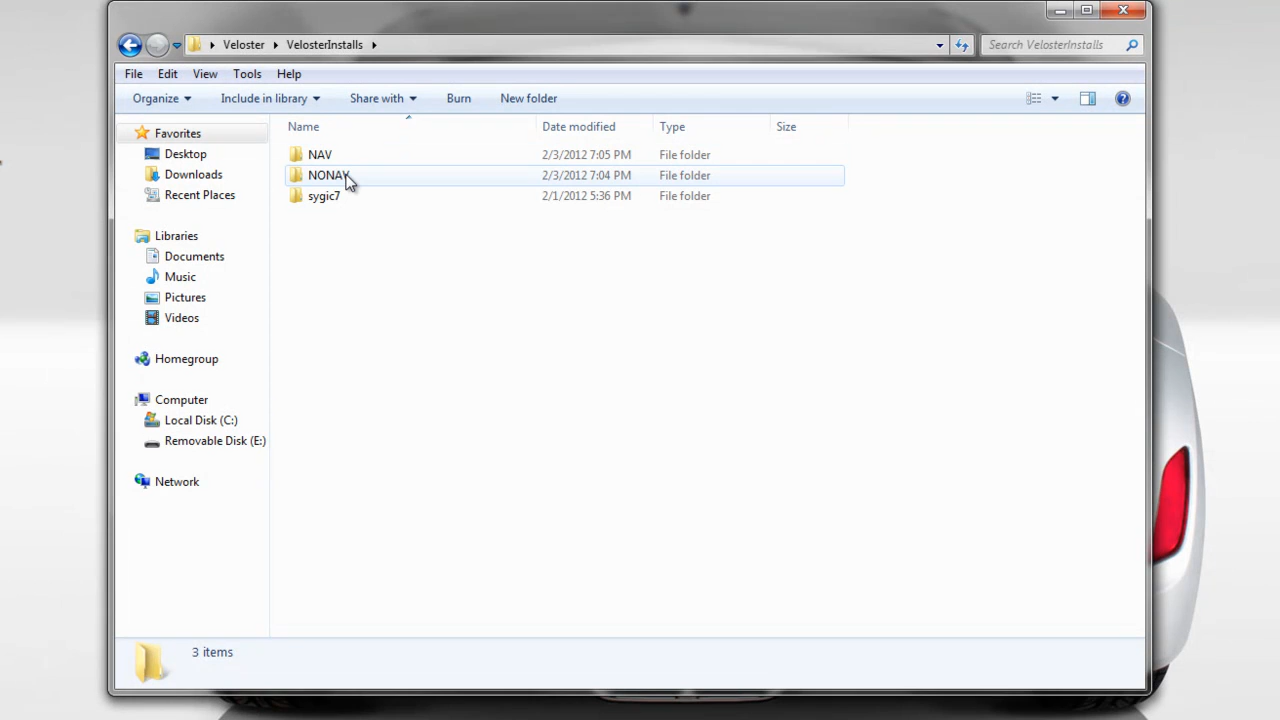 Veloster VelosterInstalls Search VelosterInstalls
File Edit View Tools Help
Organize Include in library Share with Burn New folder
Name Date modified Type Size
NAV 2/3/2012 7:05 PM File folder
NONAV 2/3/2012 7:04 PM File folder
sygic7 2/1/2012 5:36 PM File folder
Favorites
Desktop
Downloads
Recent Places
Libraries
Documents
Music
Pictures
Videos
Homegroup
Computer
Local Disk (C:)
Removable Disk (E:)
Network
3 items